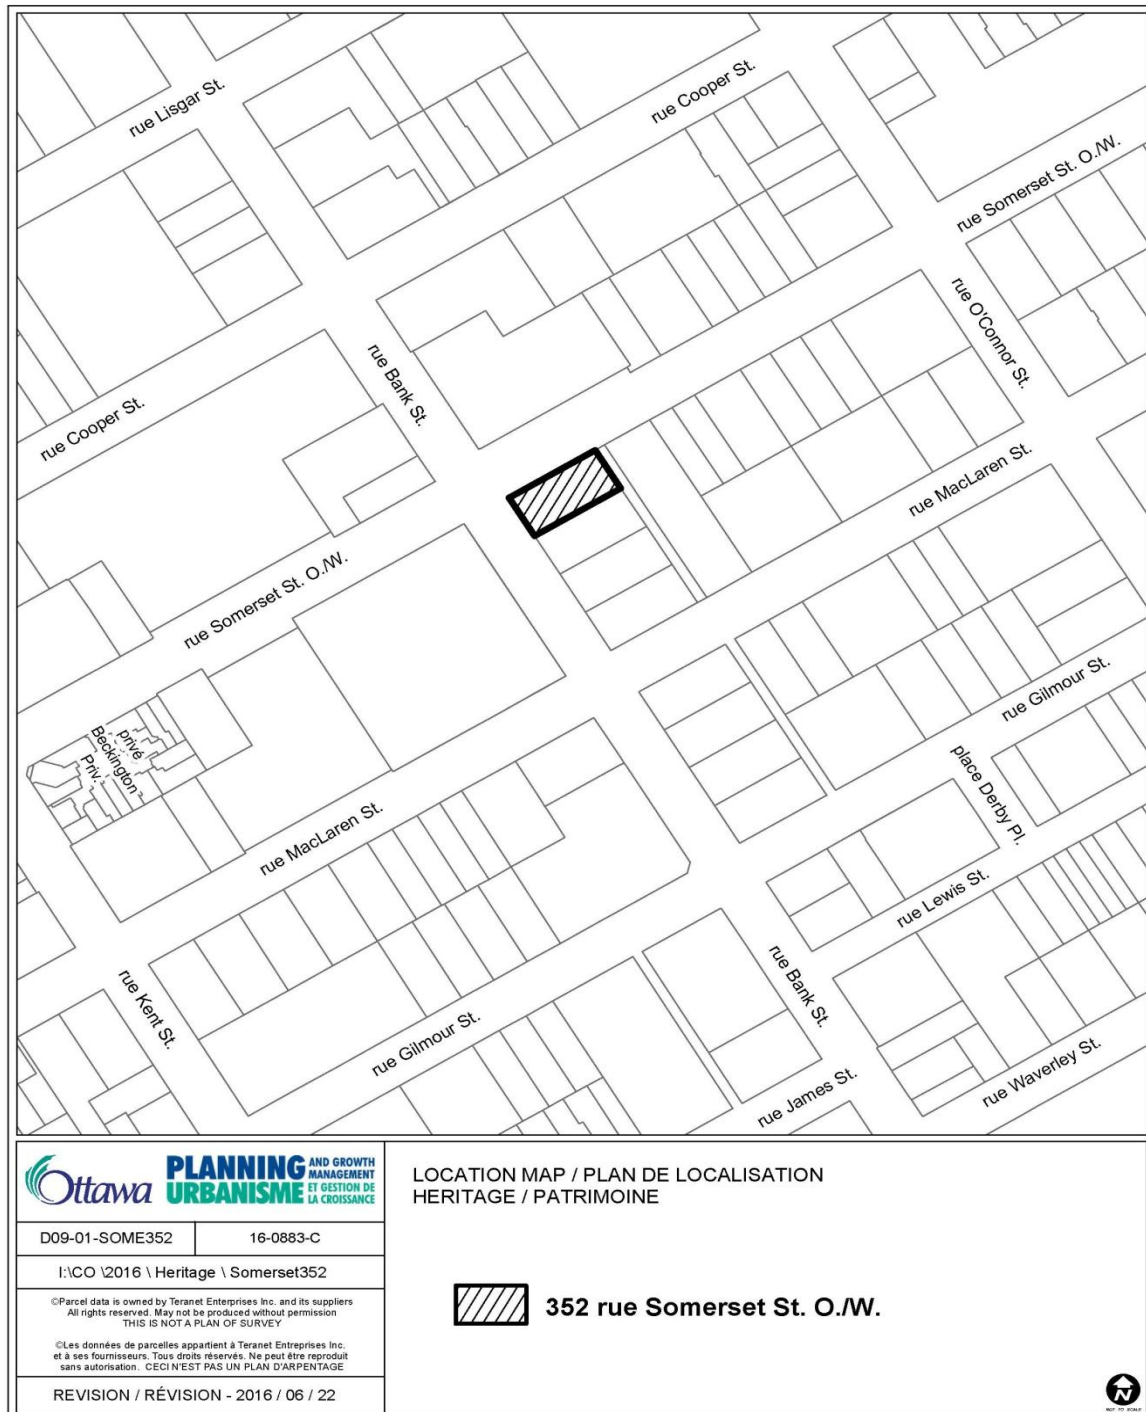 rue Lisgar St.
rue Cooper St.
rue Somerset St. O./W.
rue O'Connor St.
rue Bank St.
rue Cooper St.
rue MacLaren St.
rue Somerset St. O./W.
rue Gilmour St.
privé
Beckington
Priv.
place Derby Pl.
rue MacLaren St.
rue Lewis St.
rue Bank St.
rue Kent St.
rue Gilmour St.
rue Waverley St.
rue James St.
Ottawa
PLANNING AND GROWTH MANAGEMENT
URBANISME ET GESTION DE LA CROISSANCE
LOCATION MAP / PLAN DE LOCALISATION
HERITAGE / PATRIMOINE
D09-01-SOME352
16-0883-C
I:\CO \2016 \ Heritage \ Somerset352
©Parcel data is owned by Teranet Enterprises Inc. and its suppliers
All rights reserved. May not be produced without permission
THIS IS NOT A PLAN OF SURVEY
©Les données de parcelles appartient à Teranet Entreprises Inc.
et à ses fournisseurs. Tous droits réservés. Ne peut être reproduit
sans autorisation. CECI N'EST PAS UN PLAN D'ARPENTAGE
REVISION / RÉVISION - 2016 / 06 / 22
352 rue Somerset St. O./W.
N
NOT TO SCALE